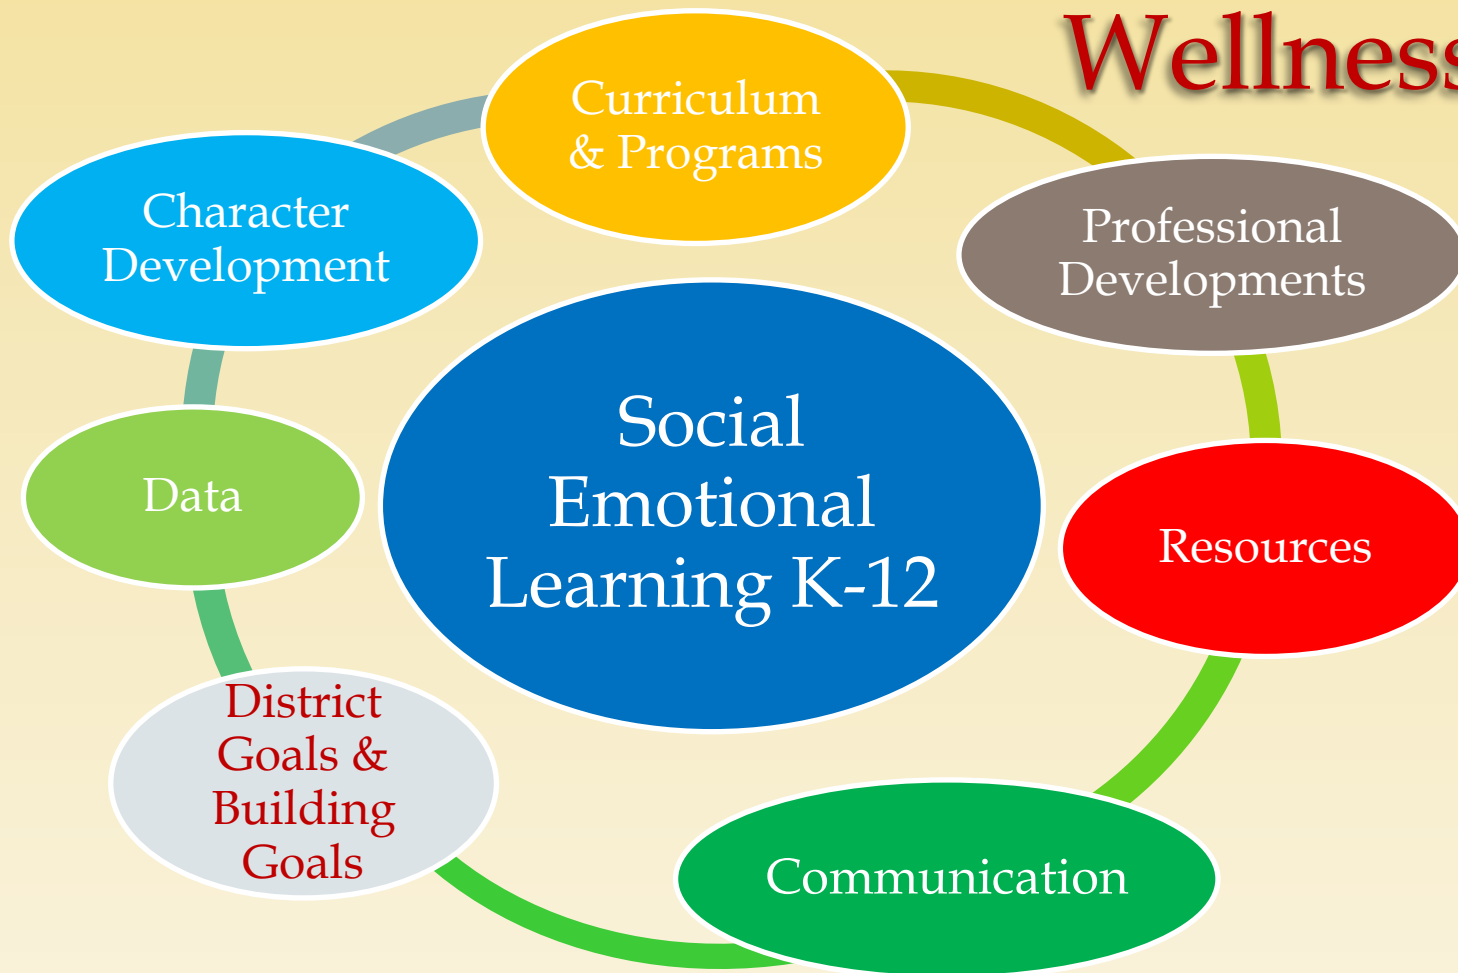 Wellness
Curriculum
& Programs
Professional
Developments
Resources
Communication
District
Goals &
Building
Goals
Data
Character
Development
Social
Emotional
Learning K-12